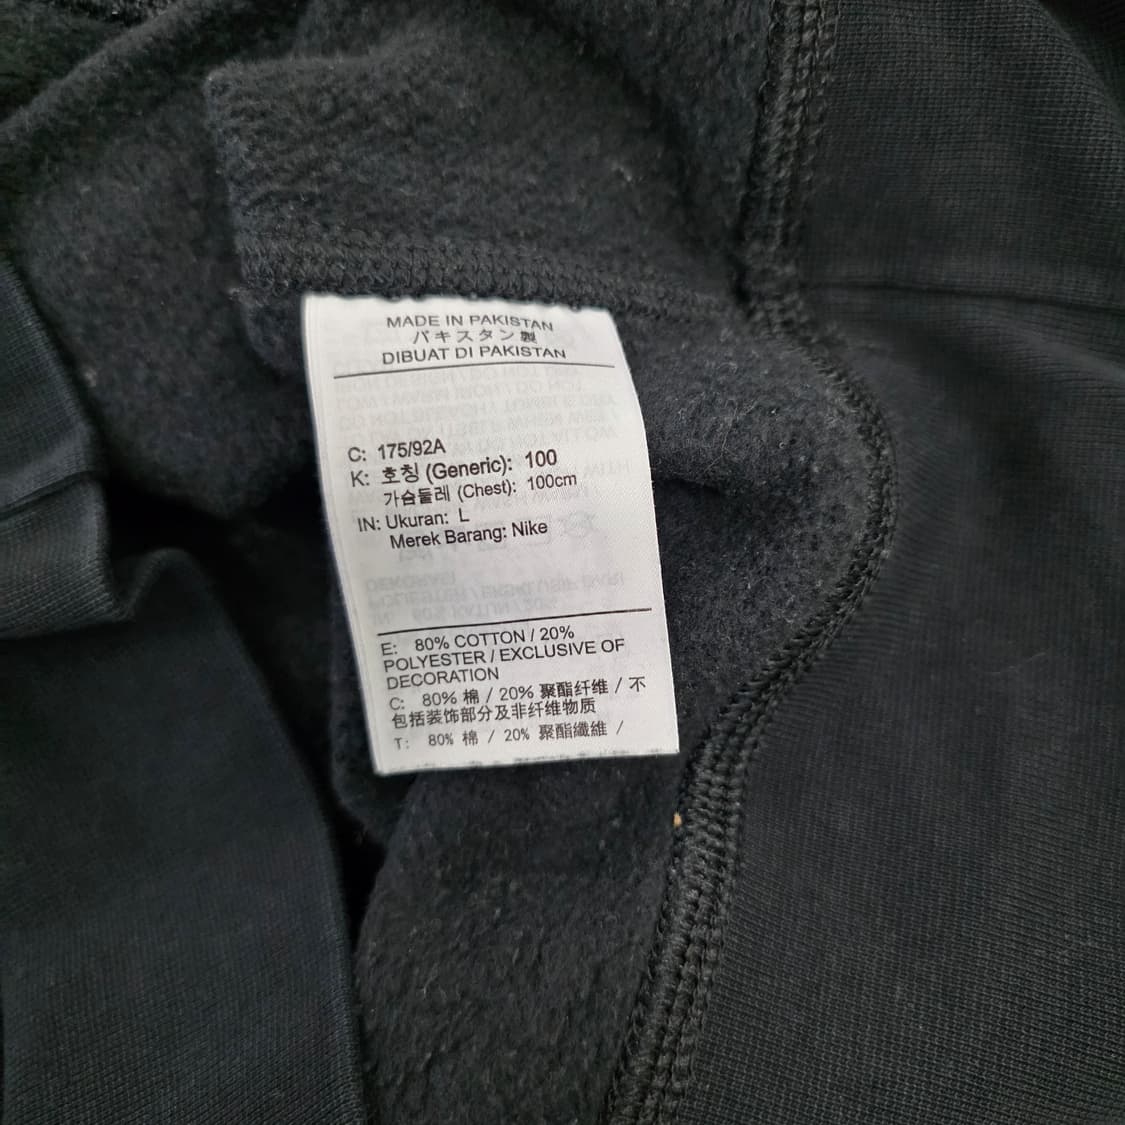 MADE IN PAKISTAN
パキスタン製
DIBUAT DI PAKISTAN
C: 175/92A
K: 호칭 (Generic): 100
가슴둘레 (Chest): 100cm
IN: Ukuran: L
Merek Barang: Nike
E: 80% COTTON / 20%
POLYESTER / EXCLUSIVE OF
DECORATION
C: 80% 棉 / 20% 聚酯纤维 / 不
包括装饰部分及非纤维物质
T: 80% 棉 / 20% 聚酯纖維 /